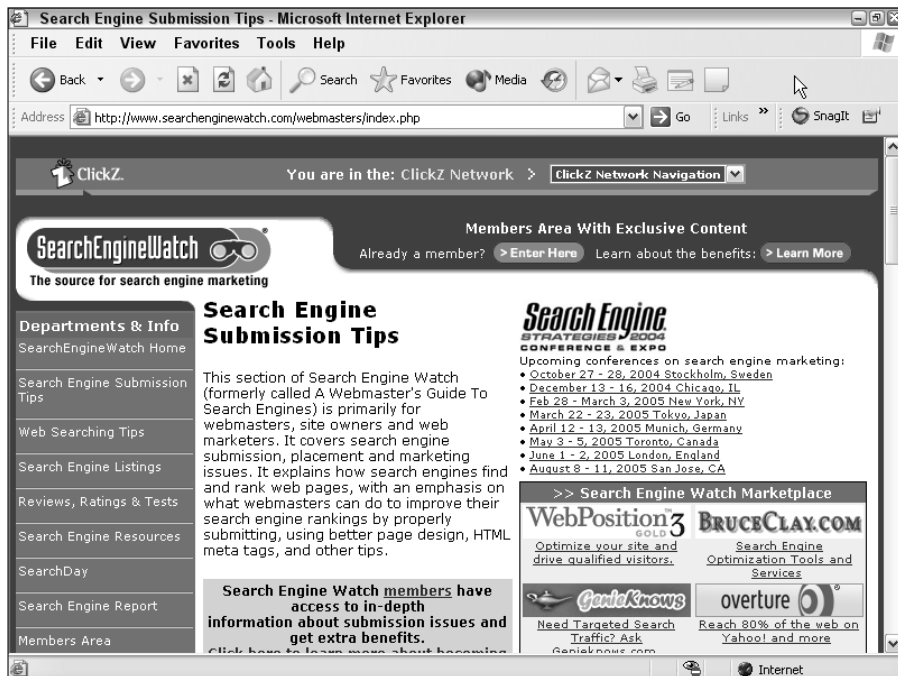 Search Engine Submission Tips - Microsoft Internet Explorer
File Edit View Favorites Tools Help
Back Search Favorites Media
Address http://www.searchenginewatch.com/webmasters/index.php Go Links » SnagIt
ClickZ. You are in the: ClickZ Network > ClickZ Network Navigation
Members Area With Exclusive Content
Already a member? > Enter Here Learn about the benefits: > Learn More
SearchEngineWatch ®
The source for search engine marketing
Departments & Info
SearchEngineWatch Home
Search Engine Submission
Tips
Web Searching Tips
Search Engine Listings
Reviews, Ratings & Tests
Search Engine Resources
SearchDay
Search Engine Report
Members Area
Search Engine
Submission Tips
This section of Search Engine Watch
(formerly called A Webmaster's Guide To
Search Engines) is primarily for
webmasters, site owners and web
marketers. It covers search engine
submission, placement and marketing
issues. It explains how search engines find
and rank web pages, with an emphasis on
what webmasters can do to improve their
search engine rankings by properly
submitting, using better page design, HTML
meta tags, and other tips.
Search Engine Watch members have
access to in-depth
information about submission issues and
get extra benefits.
Click here to learn more about becoming
Search Engine
STRATEGIES 2004
CONFERENCE & EXPO
Upcoming conferences on search engine marketing:
• October 27 - 28, 2004 Stockholm, Sweden
• December 13 - 16, 2004 Chicago, IL
• Feb 28 - March 3, 2005 New York, NY
• March 22 - 23, 2005 Tokyo, Japan
• April 12 - 13, 2005 Munich, Germany
• May 3 - 5, 2005 Toronto, Canada
• June 1 - 2, 2005 London, England
• August 8 - 11, 2005 San Jose, CA
>> Search Engine Watch Marketplace
WebPosition™ 3
GOLD
Optimize your site and
drive qualified visitors.
BRUCECLAY.COM
Search Engine
Optimization Tools and
Services
GenieKnows
Need Targeted Search
Traffic? Ask
Genieknows.com
overture
Reach 80% of the web on
Yahoo! and more
Internet